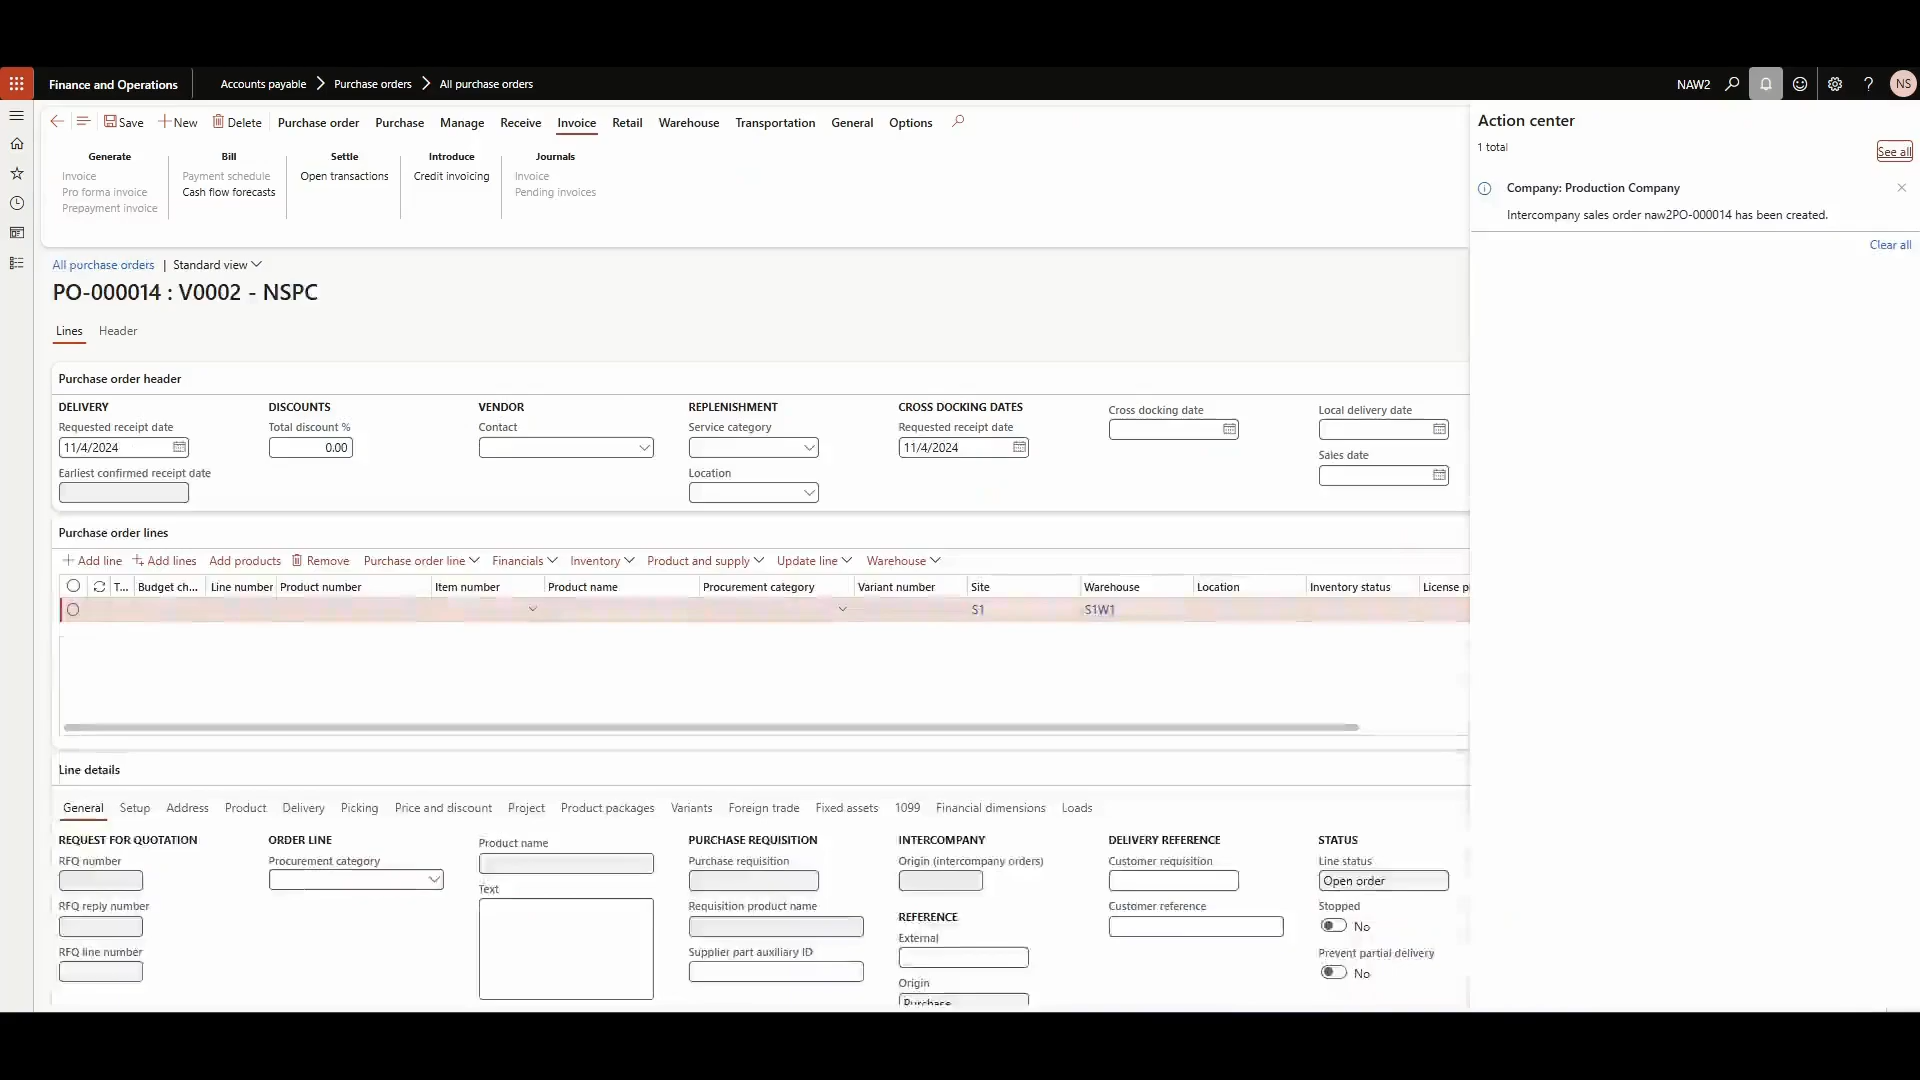 Finance and Operations
Accounts payable
Purchase orders
All purchase orders
NAW2
?
NS
Save
New
Delete
Purchase order
Purchase
Manage
Receive
Invoice
Retail
Warehouse
Transportation
General
Options
Generate
Invoice
Pro forma invoice
Prepayment invoice
Bill
Payment schedule
Cash flow forecasts
Settle
Open transactions
Introduce
Credit invoicing
Journals
Invoice
Pending invoices
Action center
1 total
See all
Company: Production Company
Intercompany sales order naw2PO-000014 has been created.
Clear all
All purchase orders | Standard view
PO-000014 : V0002 - NSPC
Lines
Header
Purchase order header
DELIVERY
Requested receipt date
11/4/2024
Earliest confirmed receipt date
DISCOUNTS
Total discount %
0.00
VENDOR
Contact
REPLENISHMENT
Service category
Location
CROSS DOCKING DATES
Requested receipt date
11/4/2024
Cross docking date
Local delivery date
Sales date
Purchase order lines
Add line
Add lines
Add products
Remove
Purchase order line
Financials
Inventory
Product and supply
Update line
Warehouse
T...
Budget ch...
Line number
Product number
Item number
Product name
Procurement category
Variant number
Site
Warehouse
Location
Inventory status
License p
S1
S1W1
Line details
General
Setup
Address
Product
Delivery
Picking
Price and discount
Project
Product packages
Variants
Foreign trade
Fixed assets
1099
Financial dimensions
Loads
REQUEST FOR QUOTATION
RFQ number
RFQ reply number
RFQ line number
ORDER LINE
Procurement category
Product name
Text
PURCHASE REQUISITION
Purchase requisition
Requisition product name
Supplier part auxiliary ID
INTERCOMPANY
Origin (intercompany orders)
REFERENCE
External
Origin
Purchase
DELIVERY REFERENCE
Customer requisition
Customer reference
STATUS
Line status
Open order
Stopped
No
Prevent partial delivery
No